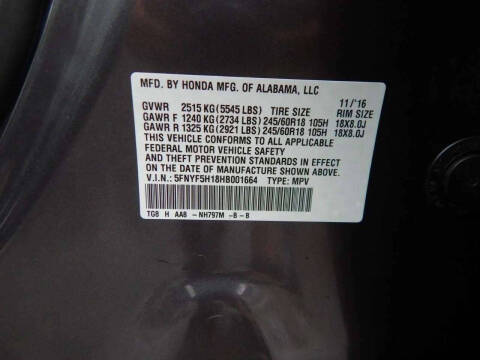 MFD. BY HONDA MFG. OF ALABAMA, LLC
GVWR 2515 KG (5545 LBS) TIRE SIZE 11/'16 RIM SIZE
GAWR F 1240 KG (2734 LBS) 245/60R18 105H 18X8.0J
GAWR R 1325 KG (2921 LBS) 245/60R18 105H 18X8.0J
THIS VEHICLE CONFORMS TO ALL APPLICABLE
FEDERAL MOTOR VEHICLE SAFETY
AND THEFT PREVENTION STANDARDS IN EFFECT
ON THE DATE OF MANUFACTURE SHOWN ABOVE.
V.I.N.: 5FNYF5H18HB001664 TYPE: MPV
TG8 H AA8 - NH797M -B - B